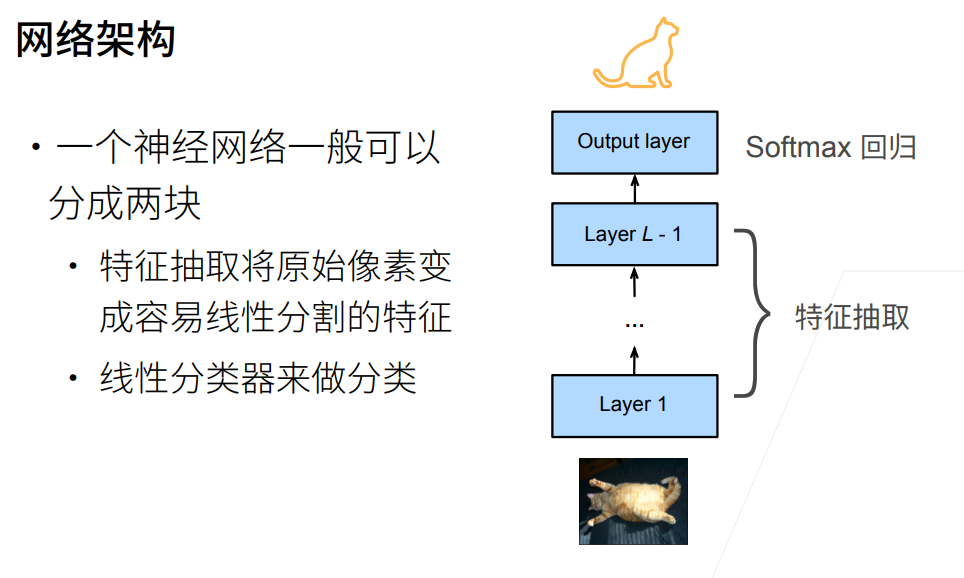 网络架构
• 一个神经网络一般可以
分成两块
• 特征抽取将原始像素变
成容易线性分割的特征
• 线性分类器来做分类
Output layer
Softmax 回归
Layer L - 1
...
特征抽取
Layer 1